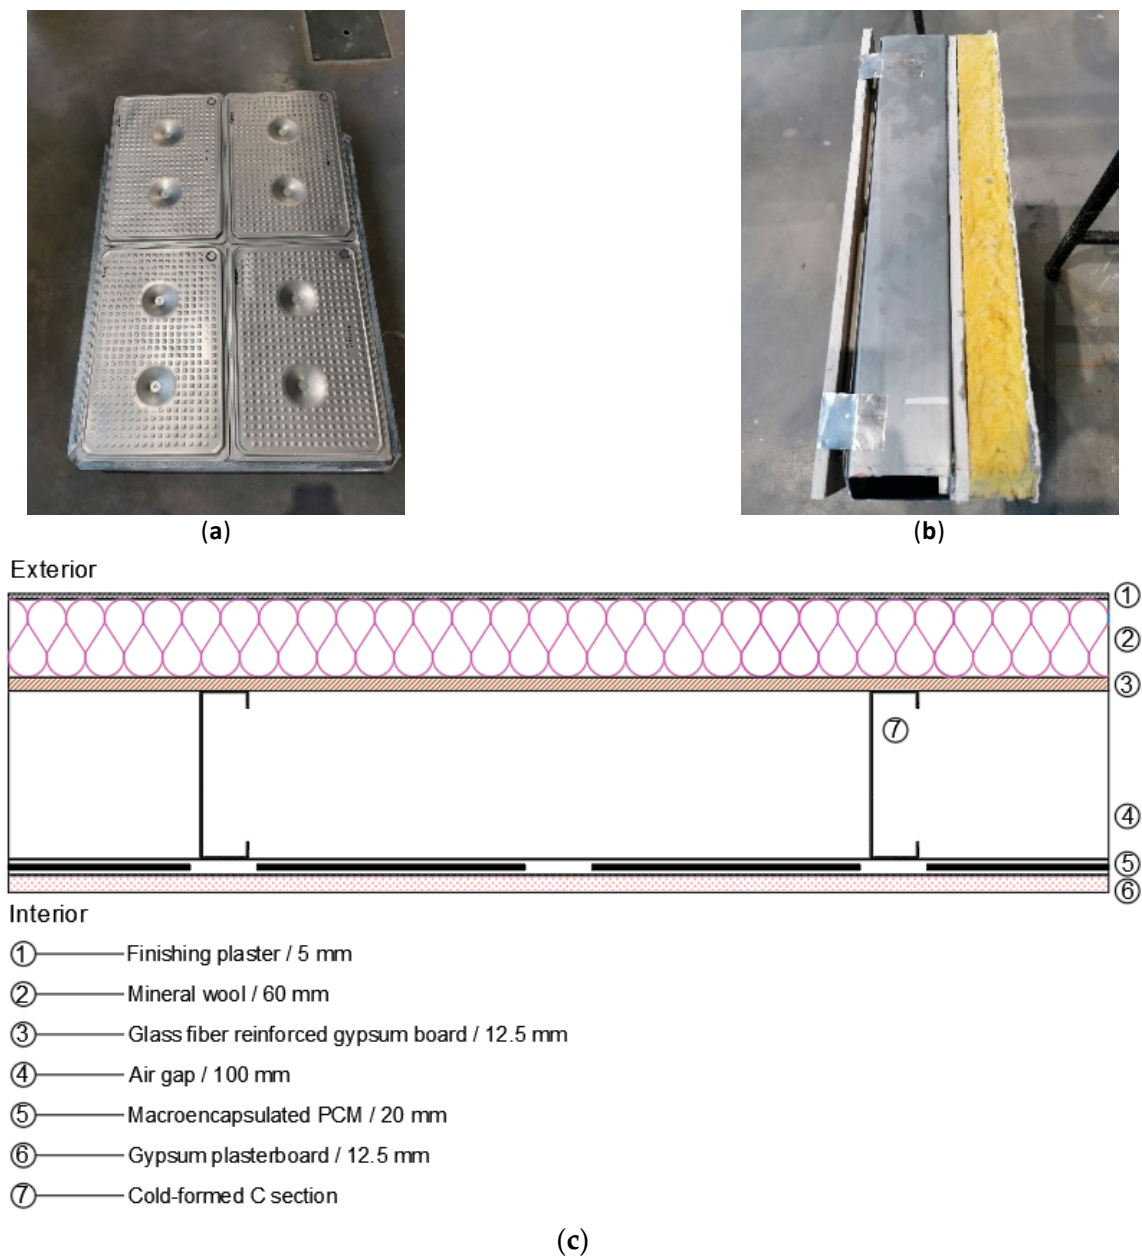 (a)
(b)
Exterior
1
2
3
7
4
5
6
Interior
1 Finishing plaster / 5 mm
2 Mineral wool / 60 mm
3 Glass fiber reinforced gypsum board / 12.5 mm
4 Air gap / 100 mm
5 Macroencapsulated PCM / 20 mm
6 Gypsum plasterboard / 12.5 mm
7 Cold-formed C section
(c)